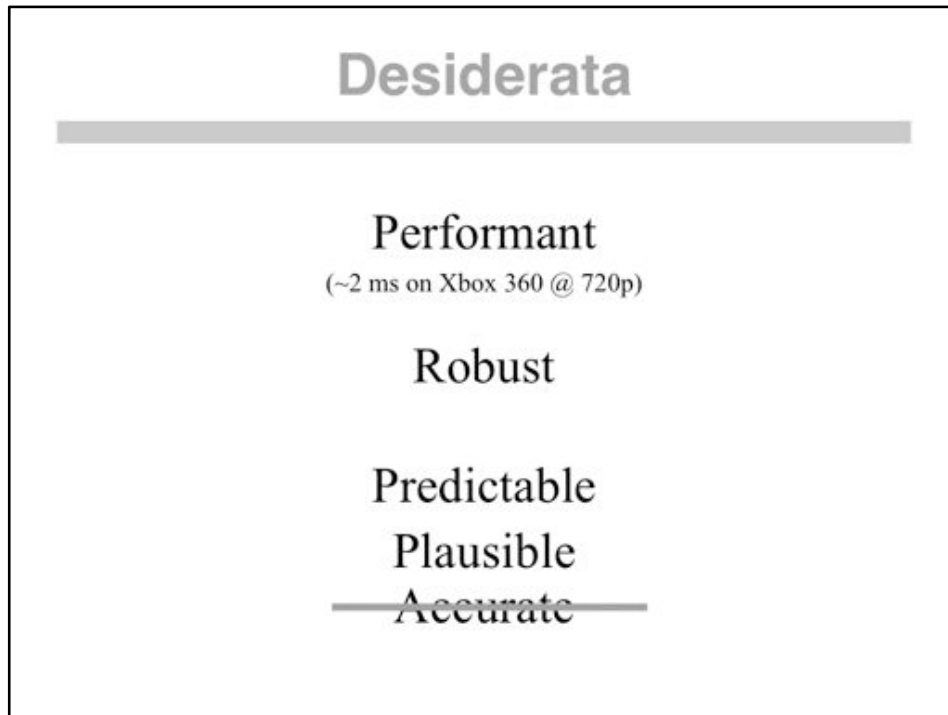 Desiderata
Performant
(~2 ms on Xbox 360 @ 720p)
Robust
Predictable
Plausible
Accurate